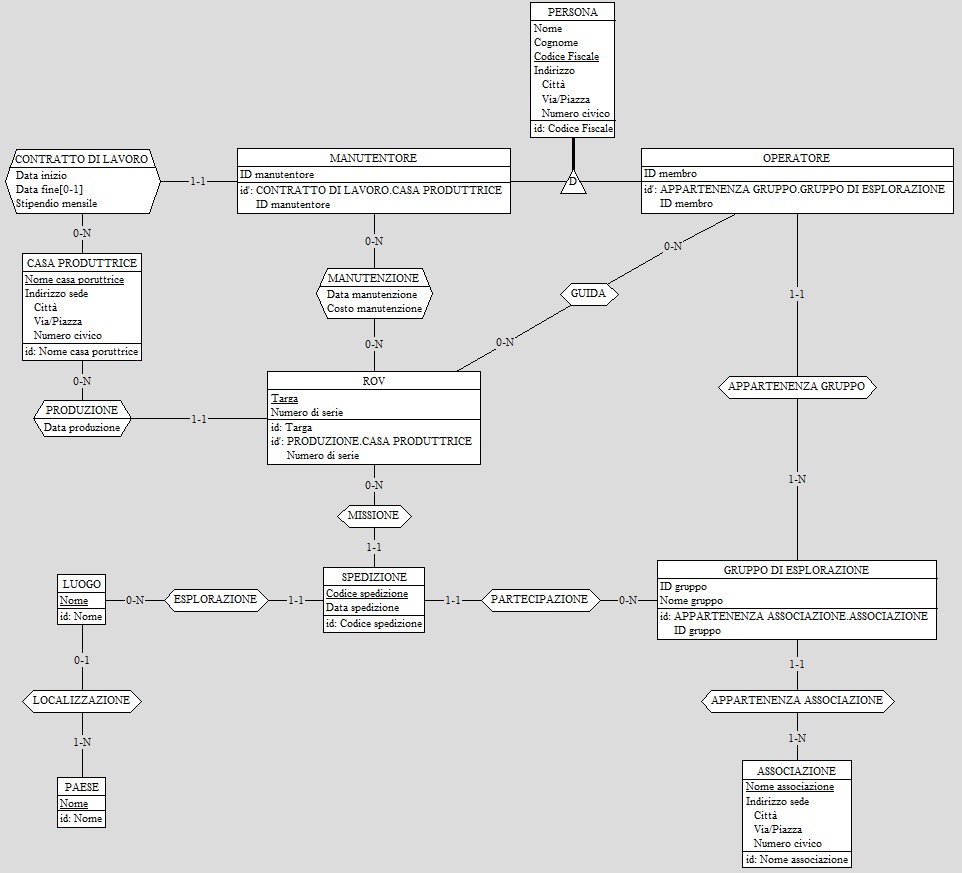 PERSONA
Nome
Cognome
Codice Fiscale
Indirizzo
Città
Via/Piazza
Numero civico
id: Codice Fiscale
D
CONTRATTO DI LAVORO
Data inizio
Data fine[0-1]
Stipendio mensile
1-1
MANUTENTORE
ID manutentore
id': CONTRATTO DI LAVORO.CASA PRODUTTRICE
ID manutentore
OPERATORE
ID membro
id': APPARTENENZA GRUPPO.GRUPPO DI ESPLORAZIONE
ID membro
0-N
0-N
0-N
1-1
CASA PRODUTTRICE
Nome casa poruttrice
Indirizzo sede
Città
Via/Piazza
Numero civico
id: Nome casa poruttrice
MANUTENZIONE
Data manutenzione
Costo manutenzione
GUIDA
0-N
0-N
0-N
APPARTENENZA GRUPPO
PRODUZIONE
Data produzione
1-1
ROV
Targa
Numero di serie
id: Targa
id': PRODUZIONE.CASA PRODUTTRICE
Numero di serie
1-N
0-N
MISSIONE
1-1
LUOGO
Nome
id: Nome
0-N
ESPLORAZIONE
1-1
SPEDIZIONE
Codice spedizione
Data spedizione
id: Codice spedizione
1-1
PARTECIPAZIONE
0-N
GRUPPO DI ESPLORAZIONE
ID gruppo
Nome gruppo
id: APPARTENENZA ASSOCIAZIONE.ASSOCIAZIONE
ID gruppo
0-1
1-1
LOCALIZZAZIONE
APPARTENENZA ASSOCIAZIONE
1-N
1-N
PAESE
Nome
id: Nome
ASSOCIAZIONE
Nome associazione
Indirizzo sede
Città
Via/Piazza
Numero civico
id: Nome associazione